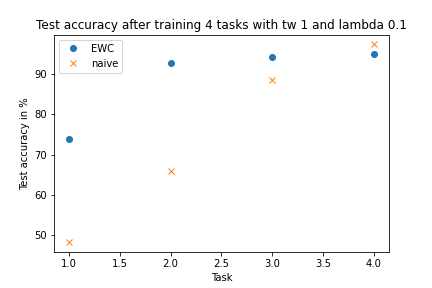 Test accuracy after training 4 tasks with tw 1 and lambda 0.1
EWC
naive
Test accuracy in %
90
80
70
60
50
1.0 1.5 2.0 2.5 3.0 3.5 4.0
Task